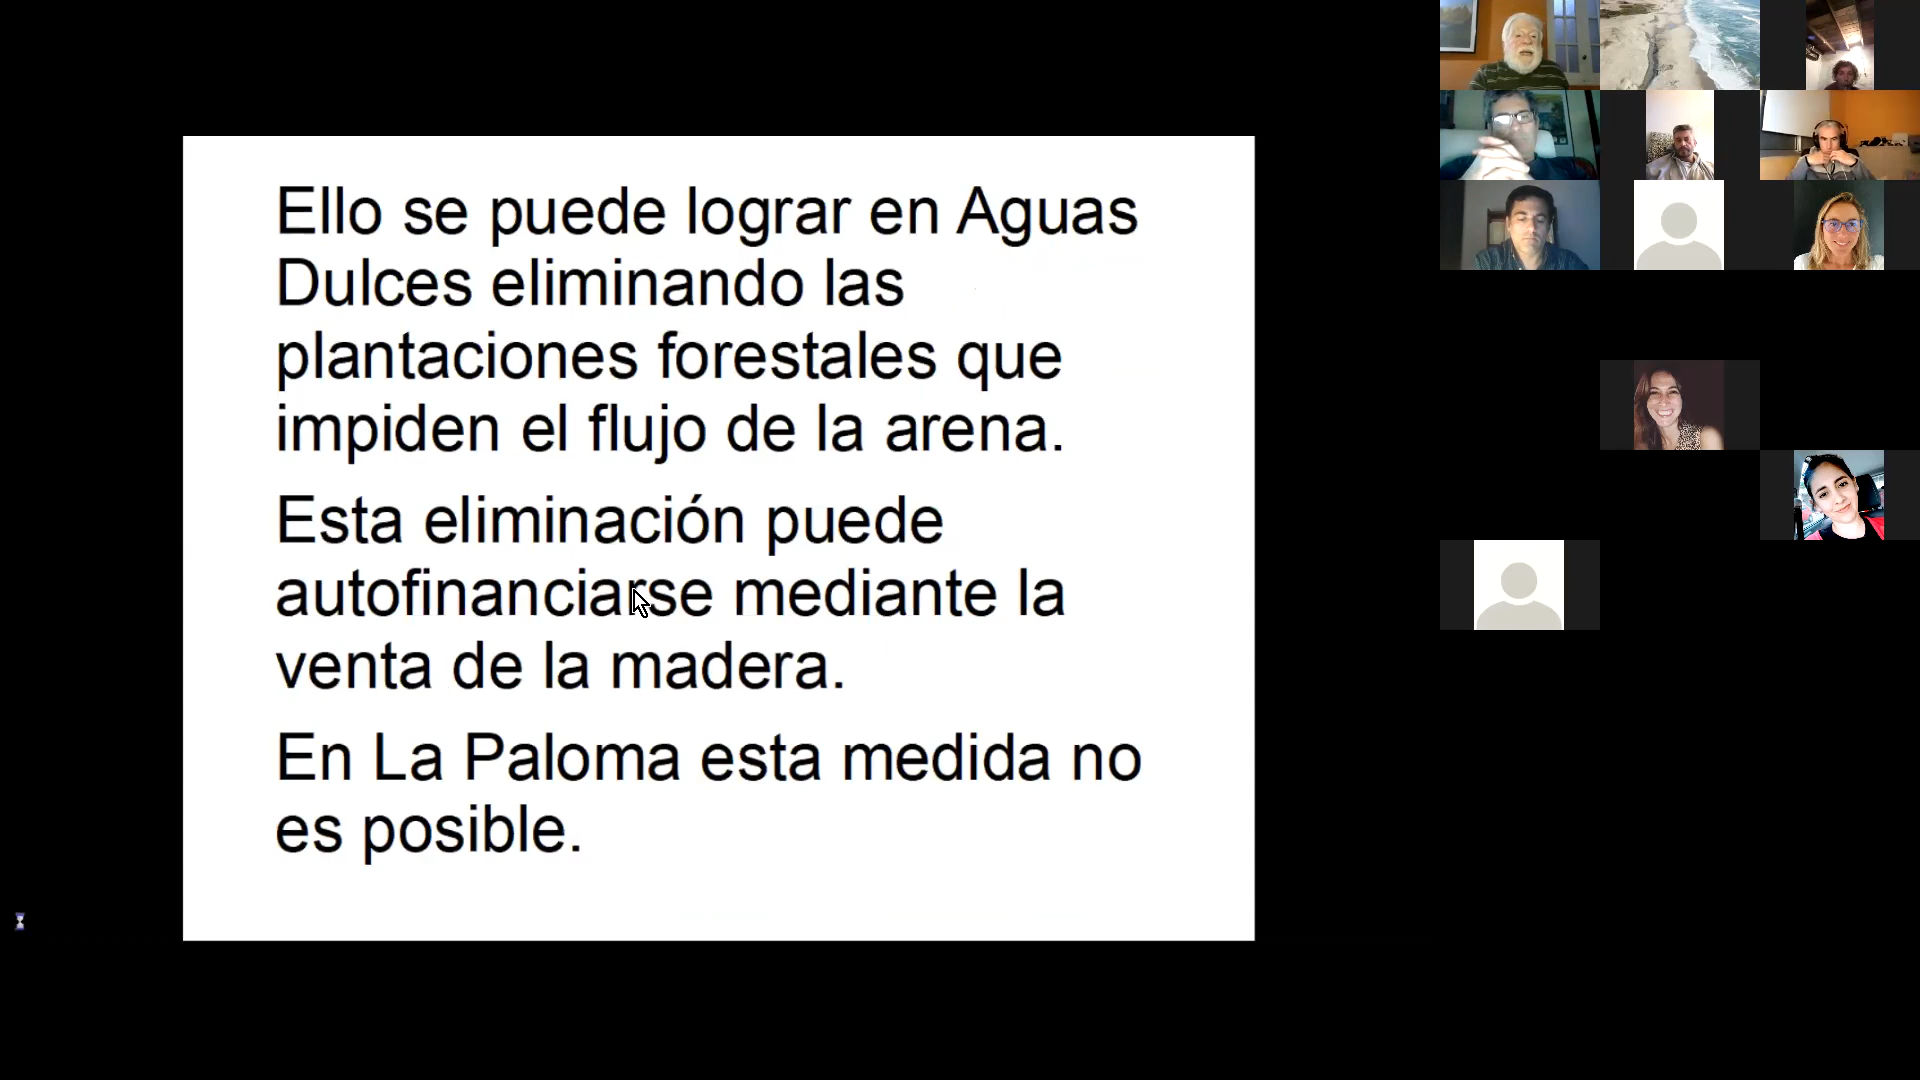 Ello se puede lograr en Aguas
Dulces eliminando las
plantaciones forestales que
impiden el flujo de la arena.
Esta eliminación puede
autofinanciarse mediante la
venta de la madera.
En La Paloma esta medida no
es posible.